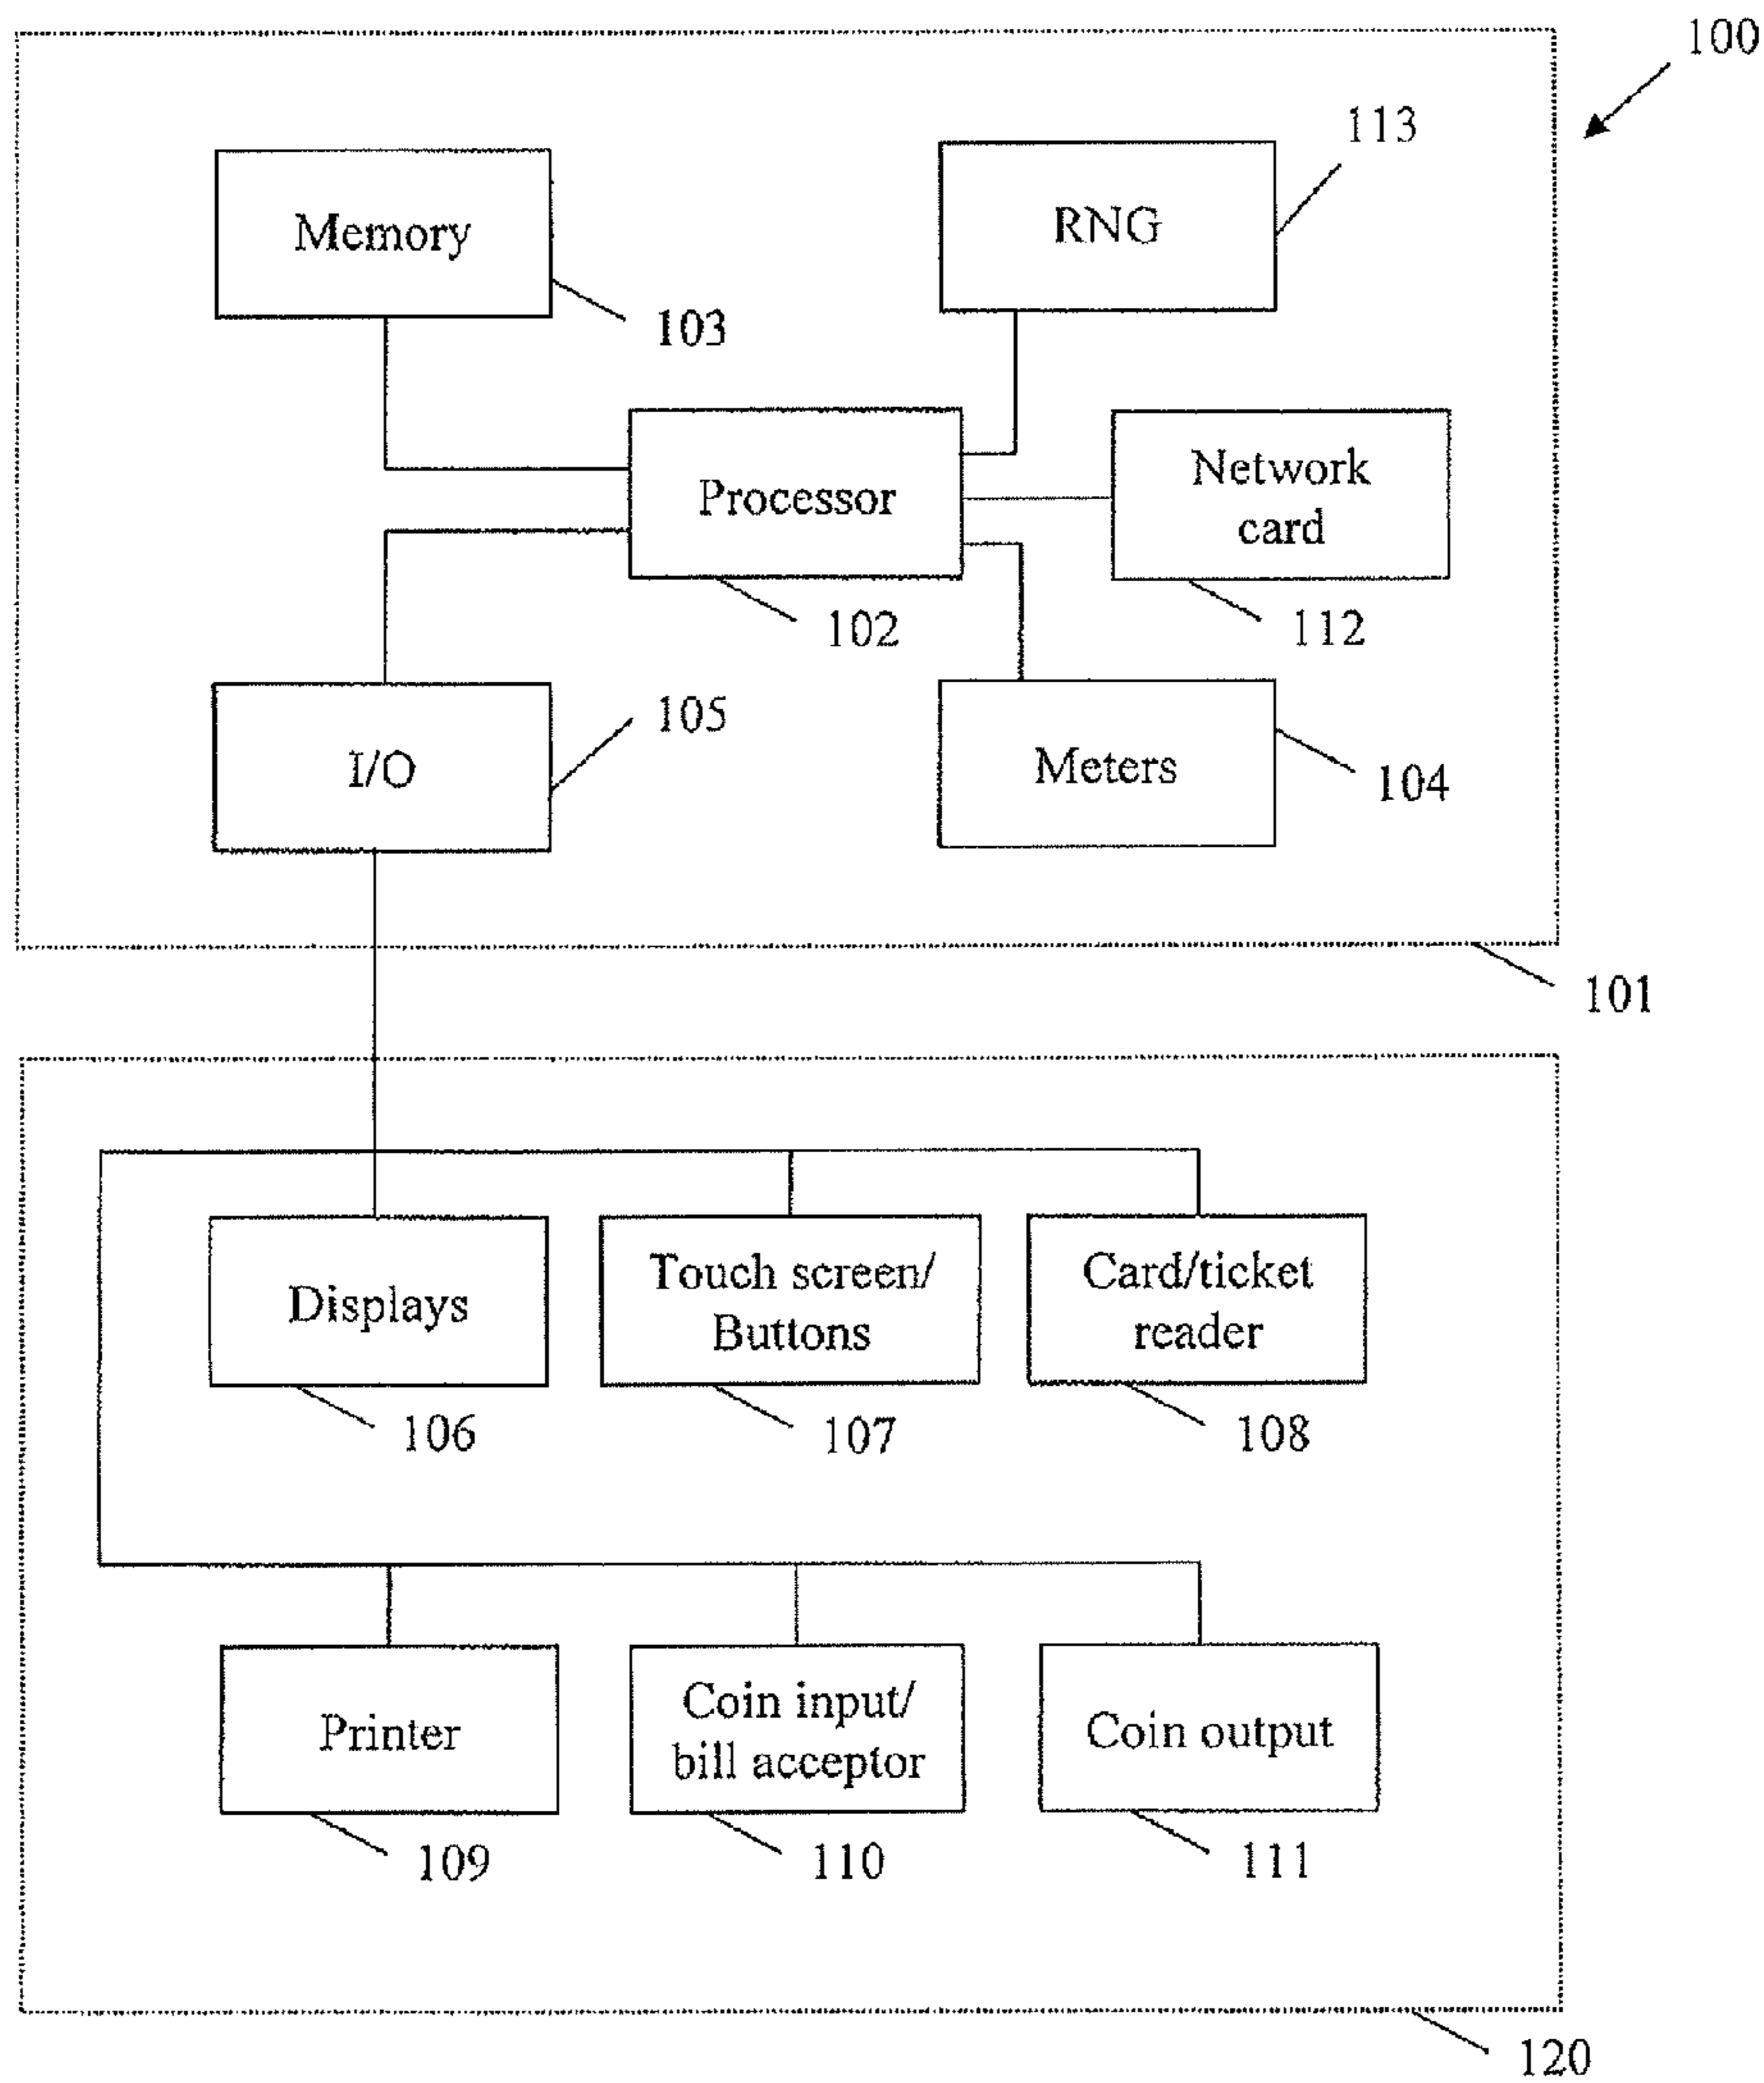 100
113
Memory
RNG
103
Network
card
Processor
102
112
105
I/O
Meters
104
101
Displays
Touch screen/
Buttons
Card/ticket
reader
106
107
108
Printer
Coin input/
bill acceptor
Coin output
109
110
111
120